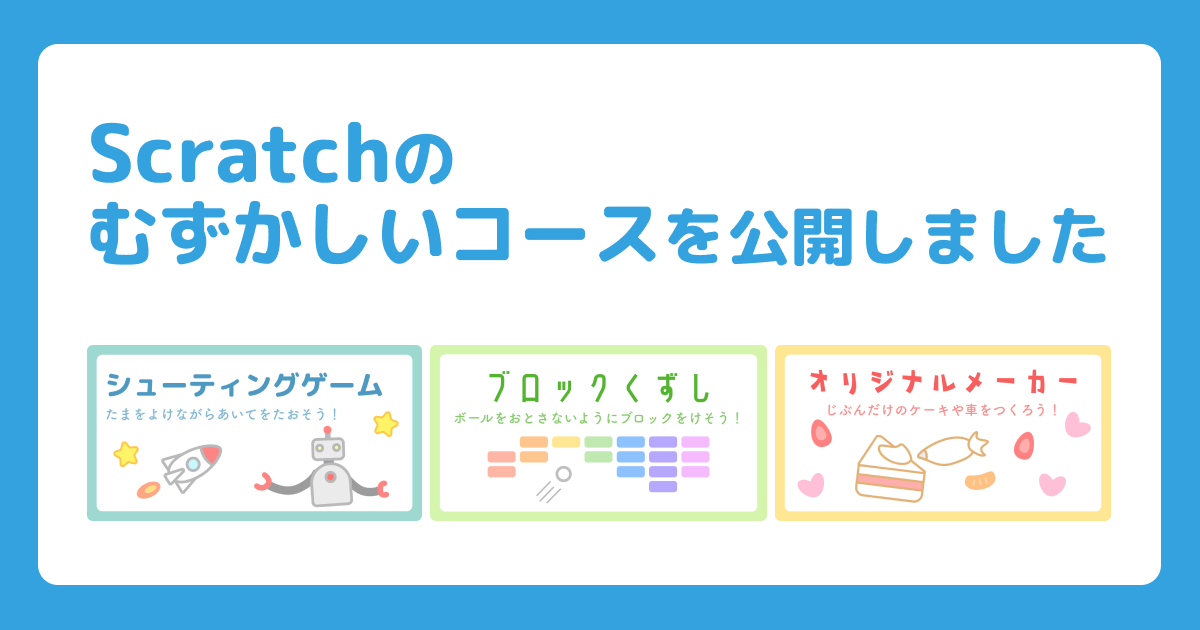 Scratchの
むずかしいコースを公開しました
シューティングゲーム
たまをよけながらあいてをたおそう！
ブロックくずし
ボールをおとさないようにブロックをけそう！
オリジナルメーカー
じぶんだけのケーキや車をつくろう！